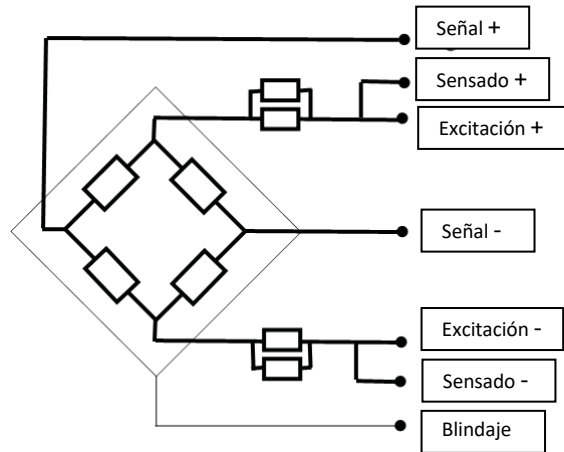 Señal +
Sensado +
Excitación +
Señal -
Excitación -
Sensado -
Blindaje